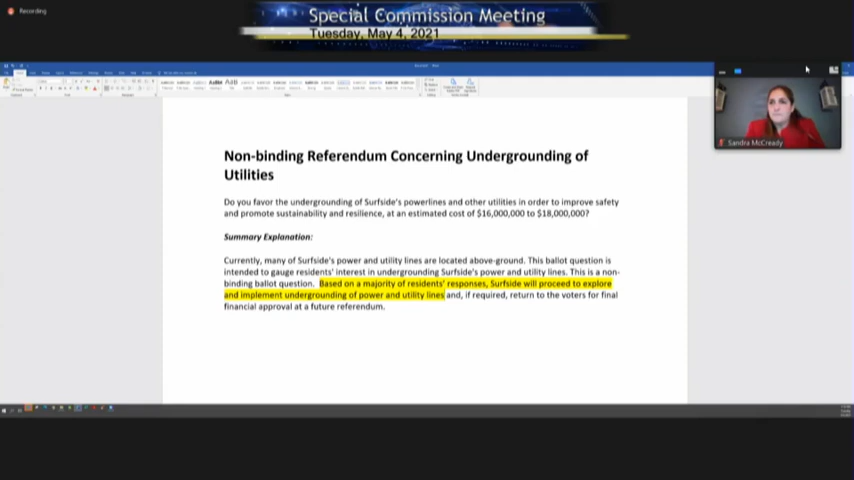 Recording
Special Commission Meeting
Tuesday, May 4, 2021
Sandra McCready
Non-binding Referendum Concerning Undergrounding of
Utilities
Do you favor the undergrounding of Surfside's powerlines and other utilities in order to improve safety
and promote sustainability and resilience, at an estimated cost of $16,000,000 to $18,000,000?
Summary Explanation:
Currently, many of Surfside's power and utility lines are located above-ground. This ballot question is
intended to gauge residents' interest in undergrounding Surfside's power and utility lines. This is a non-
binding ballot question. Based on a majority of residents' responses, Surfside will proceed to explore
and implement undergrounding of power and utility lines and, if required, return to the voters for final
financial approval at a future referendum.